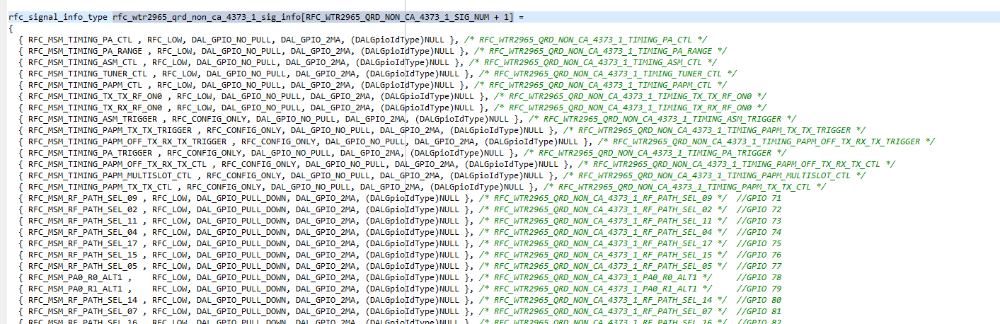 rfc_signal_info_type rfc_wtr2965_qrd_non_ca_4373_1_sig_info[RFC_WTR2965_QRD_NON_CA_4373_1_SIG_NUM + 1] =
{
{ RFC_MSM_TIMING_PA_CTL , RFC_LOW, DAL_GPIO_NO_PULL, DAL_GPIO_2MA, (DALGpioIdType)NULL }, /* RFC_WTR2965_QRD_NON_CA_4373_1_TIMING_PA_CTL */
{ RFC_MSM_TIMING_PA_RANGE , RFC_LOW, DAL_GPIO_NO_PULL, DAL_GPIO_2MA, (DALGpioIdType)NULL }, /* RFC_WTR2965_QRD_NON_CA_4373_1_TIMING_PA_RANGE */
{ RFC_MSM_TIMING_ASM_CTL , RFC_LOW, DAL_GPIO_NO_PULL, DAL_GPIO_2MA, (DALGpioIdType)NULL }, /* RFC_WTR2965_QRD_NON_CA_4373_1_TIMING_ASM_CTL */
{ RFC_MSM_TIMING_TUNER_CTL , RFC_LOW, DAL_GPIO_NO_PULL, DAL_GPIO_2MA, (DALGpioIdType)NULL }, /* RFC_WTR2965_QRD_NON_CA_4373_1_TIMING_TUNER_CTL */
{ RFC_MSM_TIMING_PAPM_CTL , RFC_LOW, DAL_GPIO_NO_PULL, DAL_GPIO_2MA, (DALGpioIdType)NULL }, /* RFC_WTR2965_QRD_NON_CA_4373_1_TIMING_PAPM_CTL */
{ RFC_MSM_TIMING_TX_TX_RF_ON0 , RFC_LOW, DAL_GPIO_NO_PULL, DAL_GPIO_2MA, (DALGpioIdType)NULL }, /* RFC_WTR2965_QRD_NON_CA_4373_1_TIMING_TX_TX_RF_ON0 */
{ RFC_MSM_TIMING_TX_RX_RF_ON0 , RFC_LOW, DAL_GPIO_NO_PULL, DAL_GPIO_2MA, (DALGpioIdType)NULL }, /* RFC_WTR2965_QRD_NON_CA_4373_1_TIMING_TX_RX_RF_ON0 */
{ RFC_MSM_TIMING_ASM_TRIGGER , RFC_CONFIG_ONLY, DAL_GPIO_NO_PULL, DAL_GPIO_2MA, (DALGpioIdType)NULL }, /* RFC_WTR2965_QRD_NON_CA_4373_1_TIMING_ASM_TRIGGER */
{ RFC_MSM_TIMING_PAPM_TX_TX_TRIGGER , RFC_CONFIG_ONLY, DAL_GPIO_NO_PULL, DAL_GPIO_2MA, (DALGpioIdType)NULL }, /* RFC_WTR2965_QRD_NON_CA_4373_1_TIMING_PAPM_TX_TX_TRIGGER */
{ RFC_MSM_TIMING_PAPM_OFF_TX_RX_TX_TRIGGER , RFC_CONFIG_ONLY, DAL_GPIO_NO_PULL, DAL_GPIO_2MA, (DALGpioIdType)NULL }, /* RFC_WTR2965_QRD_NON_CA_4373_1_TIMING_PAPM_OFF_TX_RX_TX_TRIGGER */
{ RFC_MSM_TIMING_PA_TRIGGER , RFC_CONFIG_ONLY, DAL_GPIO_NO_PULL, DAL_GPIO_2MA, (DALGpioIdType)NULL }, /* RFC_WTR2965_QRD_NON_CA_4373_1_TIMING_PA_TRIGGER */
{ RFC_MSM_TIMING_PAPM_OFF_TX_RX_TX_CTL , RFC_CONFIG_ONLY, DAL_GPIO_NO_PULL, DAL_GPIO_2MA, (DALGpioIdType)NULL }, /* RFC_WTR2965_QRD_NON_CA_4373_1_TIMING_PAPM_OFF_TX_RX_TX_CTL */
{ RFC_MSM_TIMING_PAPM_MULTISLOT_CTL , RFC_CONFIG_ONLY, DAL_GPIO_NO_PULL, DAL_GPIO_2MA, (DALGpioIdType)NULL }, /* RFC_WTR2965_QRD_NON_CA_4373_1_TIMING_PAPM_MULTISLOT_CTL */
{ RFC_MSM_TIMING_PAPM_TX_TX_CTL , RFC_CONFIG_ONLY, DAL_GPIO_NO_PULL, DAL_GPIO_2MA, (DALGpioIdType)NULL }, /* RFC_WTR2965_QRD_NON_CA_4373_1_TIMING_PAPM_TX_TX_CTL */
{ RFC_MSM_RF_PATH_SEL_09 , RFC_LOW, DAL_GPIO_PULL_DOWN, DAL_GPIO_2MA, (DALGpioIdType)NULL }, /* RFC_WTR2965_QRD_NON_CA_4373_1_RF_PATH_SEL_09 */ //GPIO 71
{ RFC_MSM_RF_PATH_SEL_02 , RFC_LOW, DAL_GPIO_PULL_DOWN, DAL_GPIO_2MA, (DALGpioIdType)NULL }, /* RFC_WTR2965_QRD_NON_CA_4373_1_RF_PATH_SEL_02 */ //GPIO 72
{ RFC_MSM_RF_PATH_SEL_11 , RFC_LOW, DAL_GPIO_PULL_DOWN, DAL_GPIO_2MA, (DALGpioIdType)NULL }, /* RFC_WTR2965_QRD_NON_CA_4373_1_RF_PATH_SEL_11 */ //GPIO 73
{ RFC_MSM_RF_PATH_SEL_04 , RFC_LOW, DAL_GPIO_PULL_DOWN, DAL_GPIO_2MA, (DALGpioIdType)NULL }, /* RFC_WTR2965_QRD_NON_CA_4373_1_RF_PATH_SEL_04 */ //GPIO 74
{ RFC_MSM_RF_PATH_SEL_17 , RFC_LOW, DAL_GPIO_PULL_DOWN, DAL_GPIO_2MA, (DALGpioIdType)NULL }, /* RFC_WTR2965_QRD_NON_CA_4373_1_RF_PATH_SEL_17 */ //GPIO 75
{ RFC_MSM_RF_PATH_SEL_15 , RFC_LOW, DAL_GPIO_PULL_DOWN, DAL_GPIO_2MA, (DALGpioIdType)NULL }, /* RFC_WTR2965_QRD_NON_CA_4373_1_RF_PATH_SEL_15 */ //GPIO 76
{ RFC_MSM_RF_PATH_SEL_05 , RFC_LOW, DAL_GPIO_PULL_DOWN, DAL_GPIO_2MA, (DALGpioIdType)NULL }, /* RFC_WTR2965_QRD_NON_CA_4373_1_RF_PATH_SEL_05 */ //GPIO 77
{ RFC_MSM_PA0_R0_ALT1 , RFC_LOW, DAL_GPIO_PULL_DOWN, DAL_GPIO_2MA, (DALGpioIdType)NULL }, /* RFC_WTR2965_QRD_NON_CA_4373_1_PA0_R0_ALT1 */ //GPIO 78
{ RFC_MSM_PA0_R1_ALT1 , RFC_LOW, DAL_GPIO_PULL_DOWN, DAL_GPIO_2MA, (DALGpioIdType)NULL }, /* RFC_WTR2965_QRD_NON_CA_4373_1_PA0_R1_ALT1 */ //GPIO 79
{ RFC_MSM_RF_PATH_SEL_14 , RFC_LOW, DAL_GPIO_PULL_DOWN, DAL_GPIO_2MA, (DALGpioIdType)NULL }, /* RFC_WTR2965_QRD_NON_CA_4373_1_RF_PATH_SEL_14 */ //GPIO 80
{ RFC_MSM_RF_PATH_SEL_07 , RFC_LOW, DAL_GPIO_PULL_DOWN, DAL_GPIO_2MA, (DALGpioIdType)NULL }, /* RFC_WTR2965_QRD_NON_CA_4373_1_RF_PATH_SEL_07 */ //GPIO 81
{ RFC_MSM_RF_PATH_SEL_16 , RFC_LOW, DAL_GPIO_PULL_DOWN, DAL_GPIO_2MA, (DALGpioIdType)NULL }, /* RFC_WTR2965_QRD_NON_CA_4373_1_RF_PATH_SEL_16 */ //GPIO 82